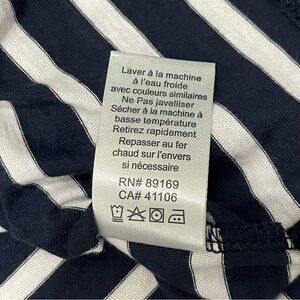 Laver à la machine
à l'eau froide
avec couleurs similaires
Ne Pas javelliser
Sécher à la machine à
basse température
Retirez rapidement
Repasser au fer
chaud sur l'envers
si nécessaire
RN# 89169
CA# 41106